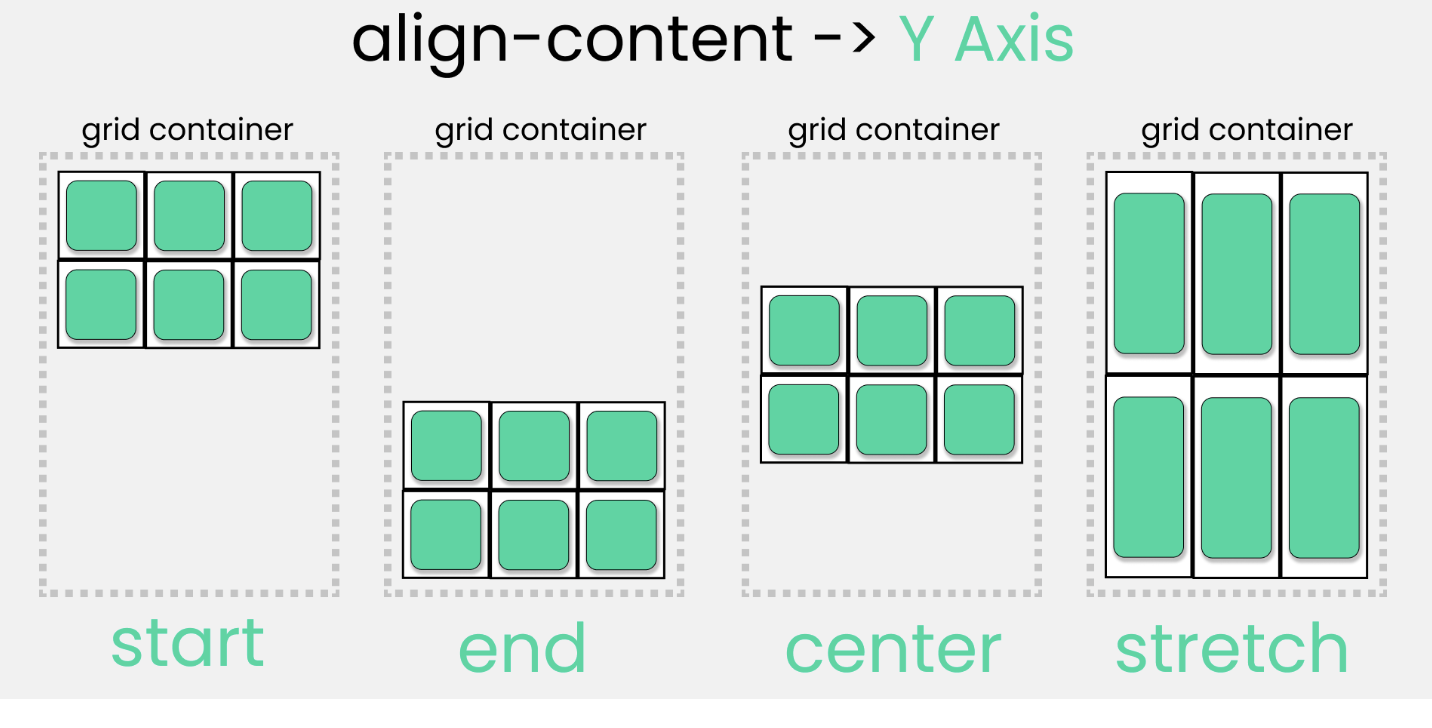 align-content -> Y Axis
grid container grid container grid container grid container
start end center stretch